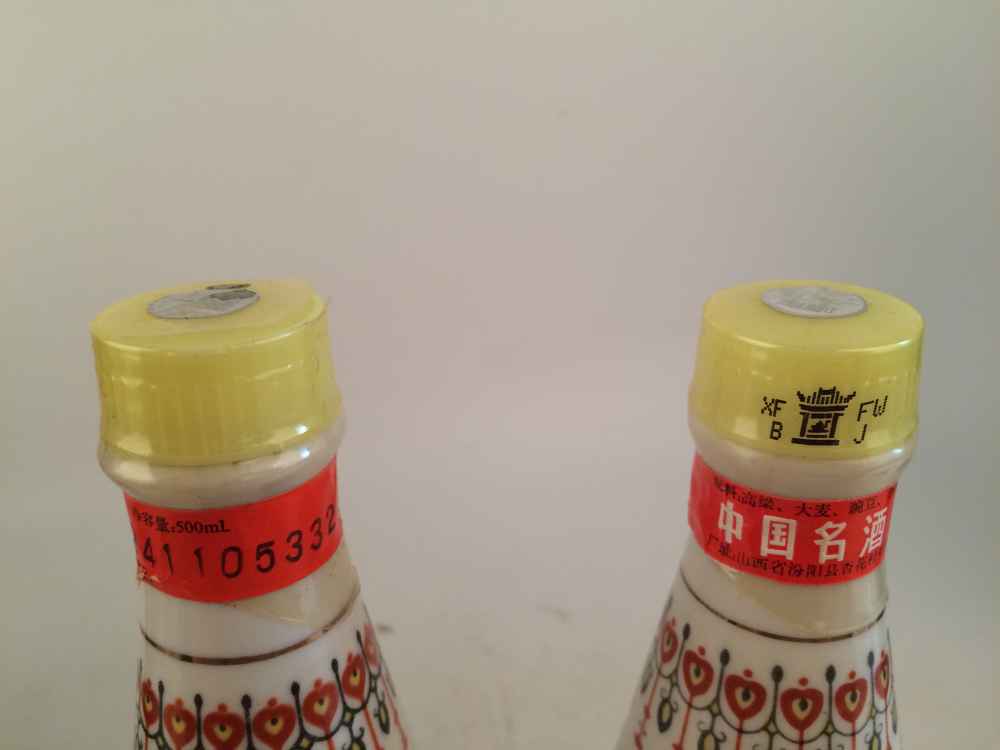 净容量:500mL
41105332
XF FW
B J
原料:高粱、大麦、豌豆、
中国名酒
厂址:山西省汾阳县杏花村